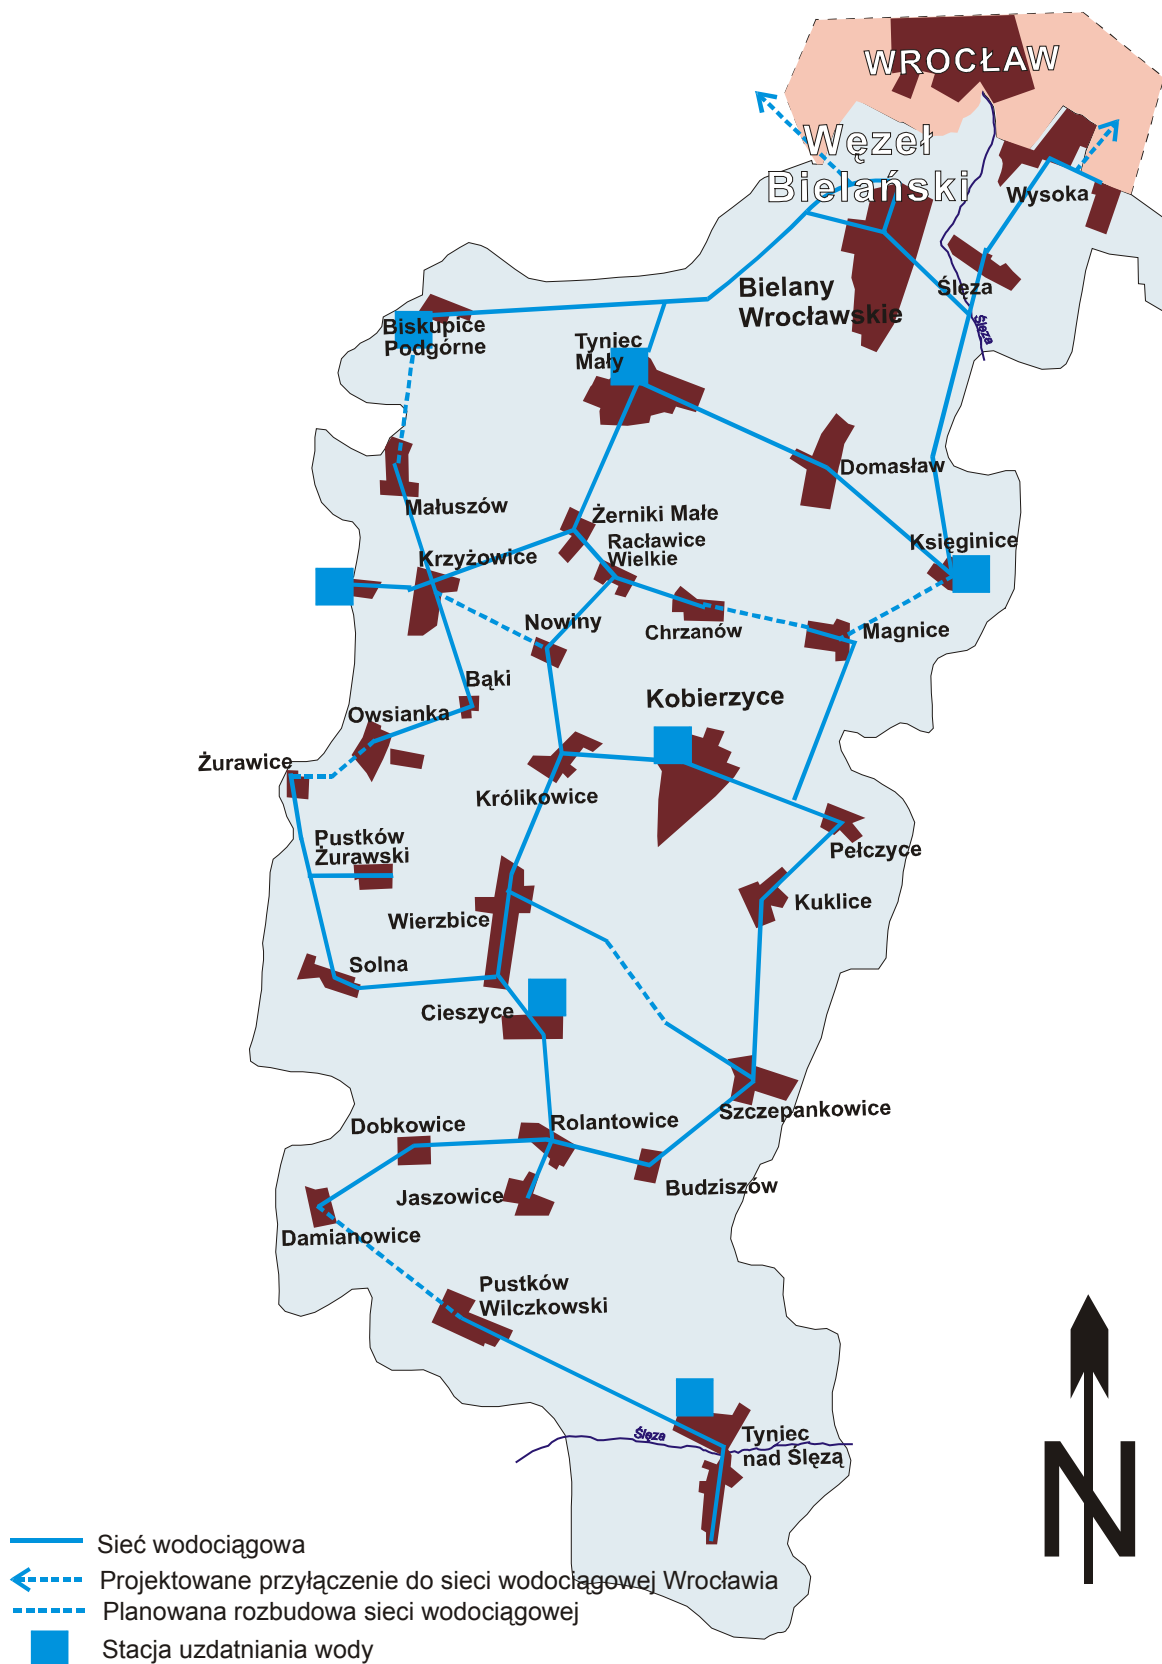 WROCŁAW
Węzeł
Bielański
Wysoka
Ślęza
Ślęza
Bielany
Wrocławskie
Biskupice
Podgórne
Tyniec
Mały
Domasław
Małuszów
Żerniki Małe
Racławice
Wielkie
Księginice
Krzyżowice
Nowiny
Chrzanów
Magnice
Bąki
Kobierzyce
Owsianka
Żurawice
Królikowice
Pustków
Żurawski
Pełczyce
Kuklice
Wierzbice
Solna
Cieszyce
Szczepankowice
Dobkowice
Rolantowice
Budziszów
Jaszowice
Damianowice
Pustków
Wilczkowski
Ślęza
Tyniec
nad Ślęzą
N
Sieć wodociągowa
Projektowane przyłączenie do sieci wodociągowej Wrocławia
Planowana rozbudowa sieci wodociągowej
Stacja uzdatniania wody